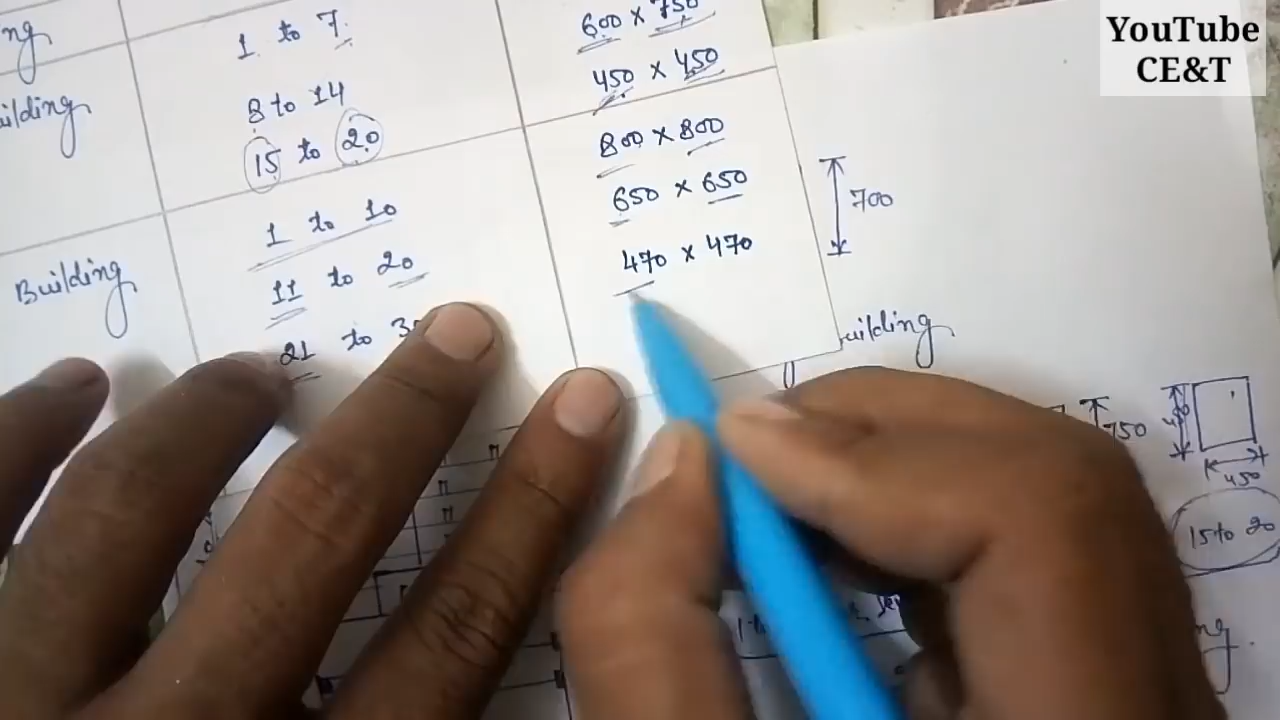 YouTube
CE&T
ng
1 to 7
600 x 750
450 x 450
uilding
8 to 14
15 to 20
800 x 800
650 x 650
470 x 470
Building
1 to 10
11 to 20
21 to
700
uilding
750
450
450
15 to 20
ng